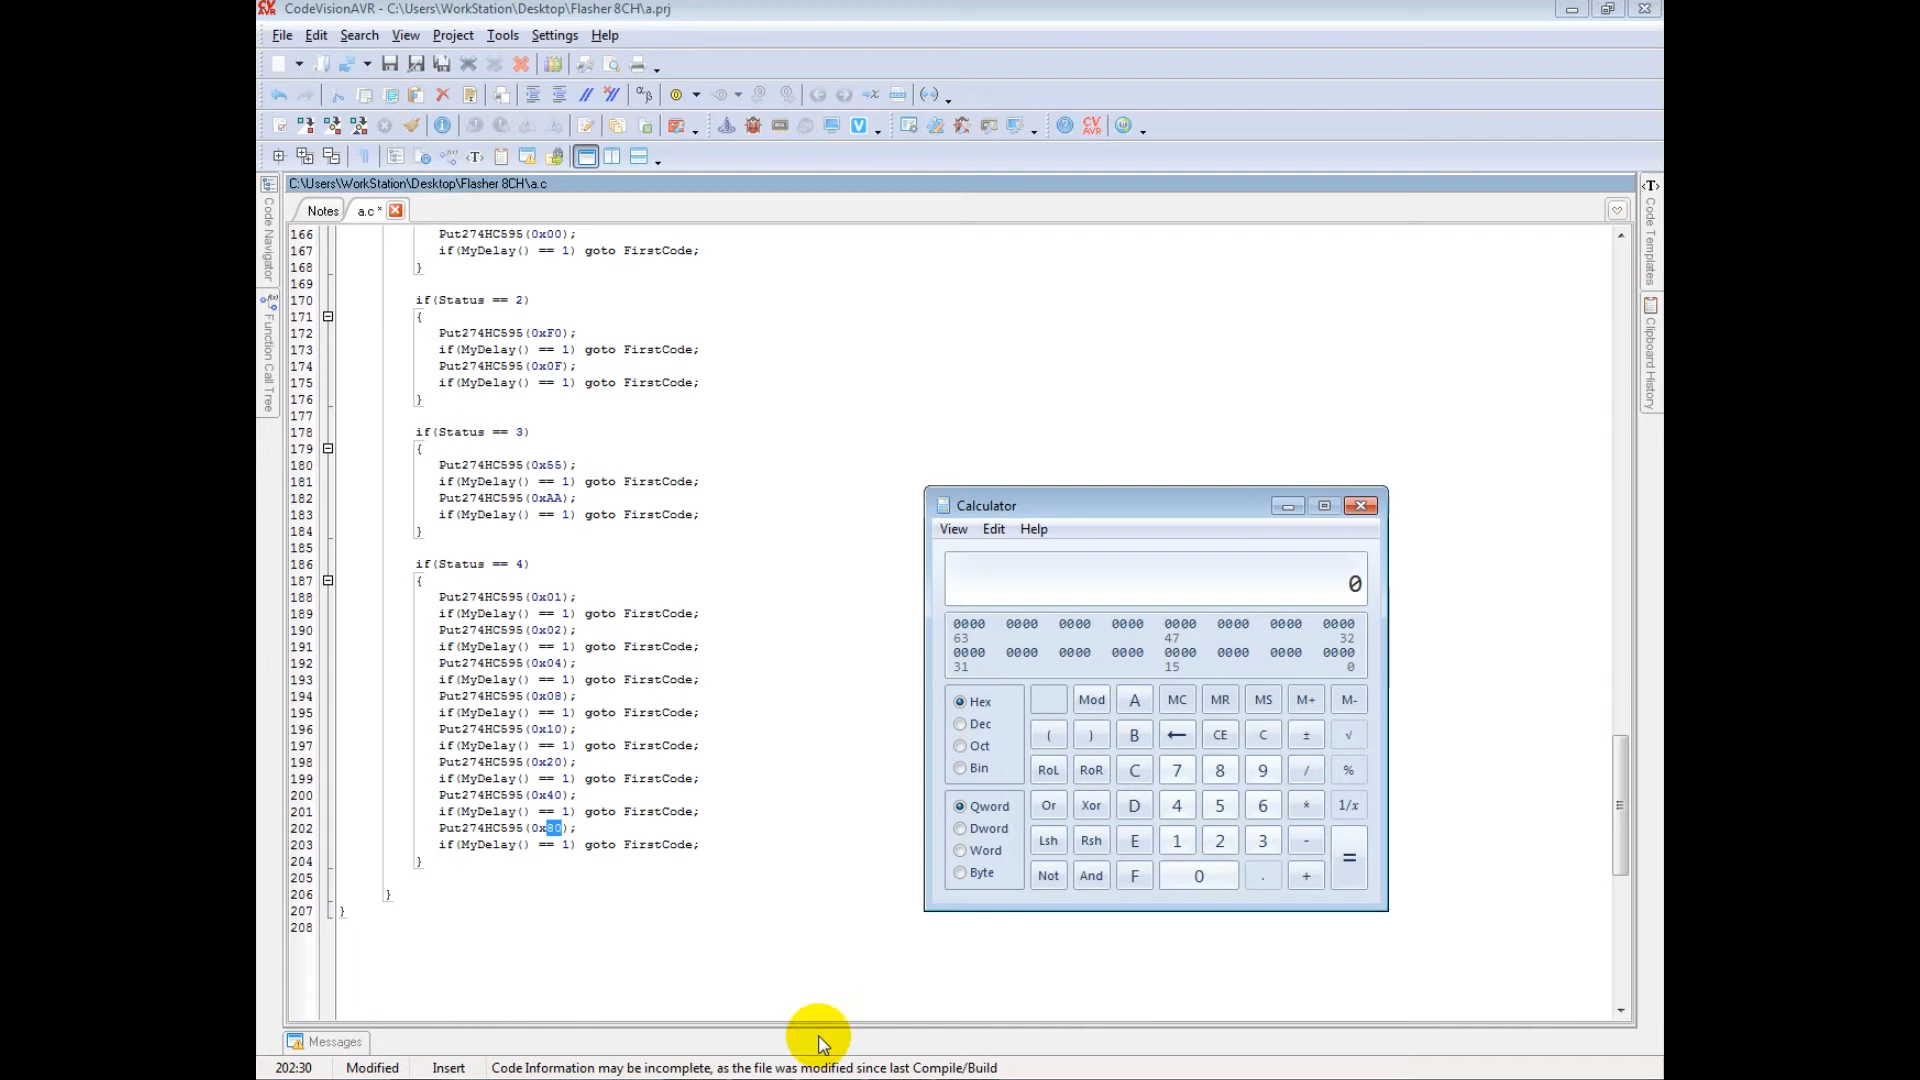 CodeVisionAVR - C:\Users\WorkStation\Desktop\Flasher 8CH\a.prj
File Edit Search View Project Tools Settings Help
C:\Users\WorkStation\Desktop\Flasher 8CH\a.c
Notes a.c *
Code Navigator
Function Call Tree
Code Templates
Clipboard History
166 Put274HC595(0x00);
167 if(MyDelay() == 1) goto FirstCode;
168 }
169
170 if(Status == 2)
171 {
172 Put274HC595(0xF0);
173 if(MyDelay() == 1) goto FirstCode;
174 Put274HC595(0x0F);
175 if(MyDelay() == 1) goto FirstCode;
176 }
177
178 if(Status == 3)
179 {
180 Put274HC595(0x55);
181 if(MyDelay() == 1) goto FirstCode;
182 Put274HC595(0xAA);
183 if(MyDelay() == 1) goto FirstCode;
184 }
185
186 if(Status == 4)
187 {
188 Put274HC595(0x01);
189 if(MyDelay() == 1) goto FirstCode;
190 Put274HC595(0x02);
191 if(MyDelay() == 1) goto FirstCode;
192 Put274HC595(0x04);
193 if(MyDelay() == 1) goto FirstCode;
194 Put274HC595(0x08);
195 if(MyDelay() == 1) goto FirstCode;
196 Put274HC595(0x10);
197 if(MyDelay() == 1) goto FirstCode;
198 Put274HC595(0x20);
199 if(MyDelay() == 1) goto FirstCode;
200 Put274HC595(0x40);
201 if(MyDelay() == 1) goto FirstCode;
202 Put274HC595(0x80);
203 if(MyDelay() == 1) goto FirstCode;
204 }
205
206 }
207 }
208
Calculator
View Edit Help
0
0000 0000 0000 0000 0000 0000 0000 0000
63 47 32
0000 0000 0000 0000 0000 0000 0000 0000
31 15 0
Hex Mod A MC MR MS M+ M-
Dec
Oct ( ) B ← CE C ± √
Bin RoL RoR C 7 8 9 / %
Qword Or Xor D 4 5 6 * 1/x
Dword
Word Lsh Rsh E 1 2 3 - =
Byte Not And F 0 . +
Messages
202:30 Modified Insert Code Information may be incomplete, as the file was modified since last Compile/Build